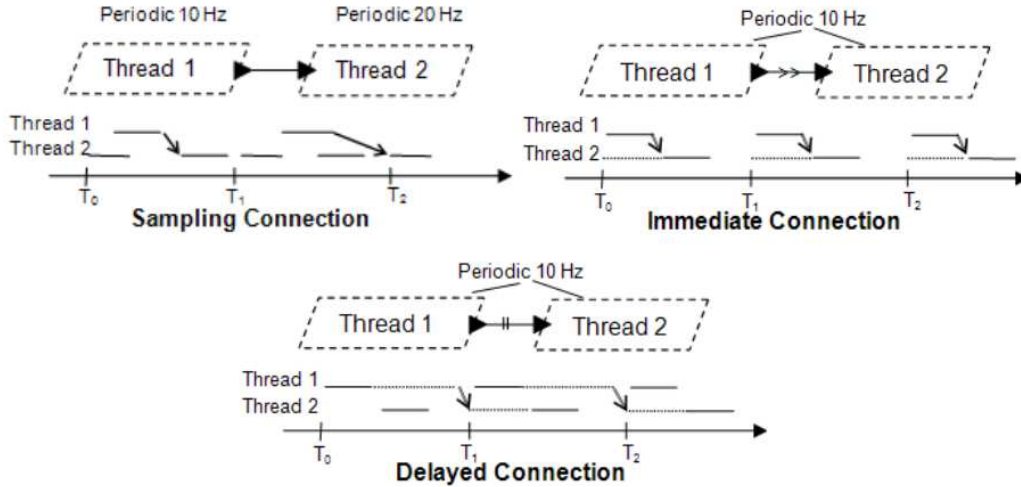 Periodic 10 Hz Periodic 20 Hz
Thread 1 Thread 2
Thread 1
Thread 2
T0 T1 T2
Sampling Connection
Periodic 10 Hz
Thread 1 Thread 2
Thread 1
Thread 2
T0 T1 T2
Immediate Connection
Periodic 10 Hz
Thread 1 Thread 2
Thread 1
Thread 2
T0 T1 T2
Delayed Connection